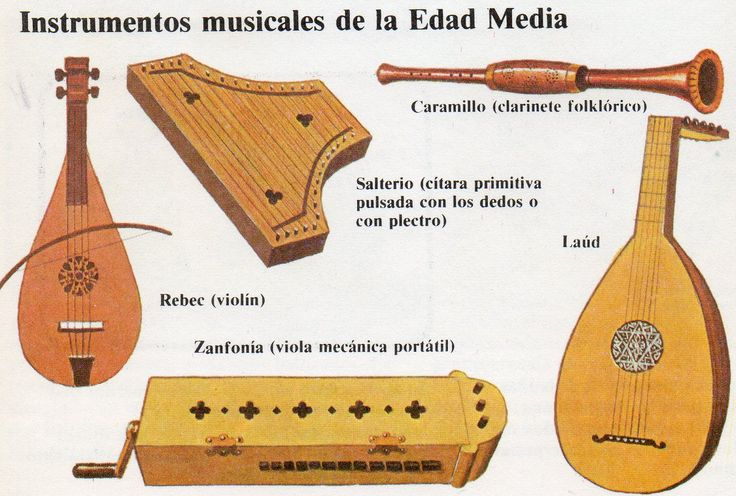 Instrumentos musicales de la Edad Media
Caramillo (clarinete folklórico)
Salterio (cítara primitiva
pulsada con los dedos o
con plectro)
Laúd
Rebec (violín)
Zanfonía (viola mecánica portátil)